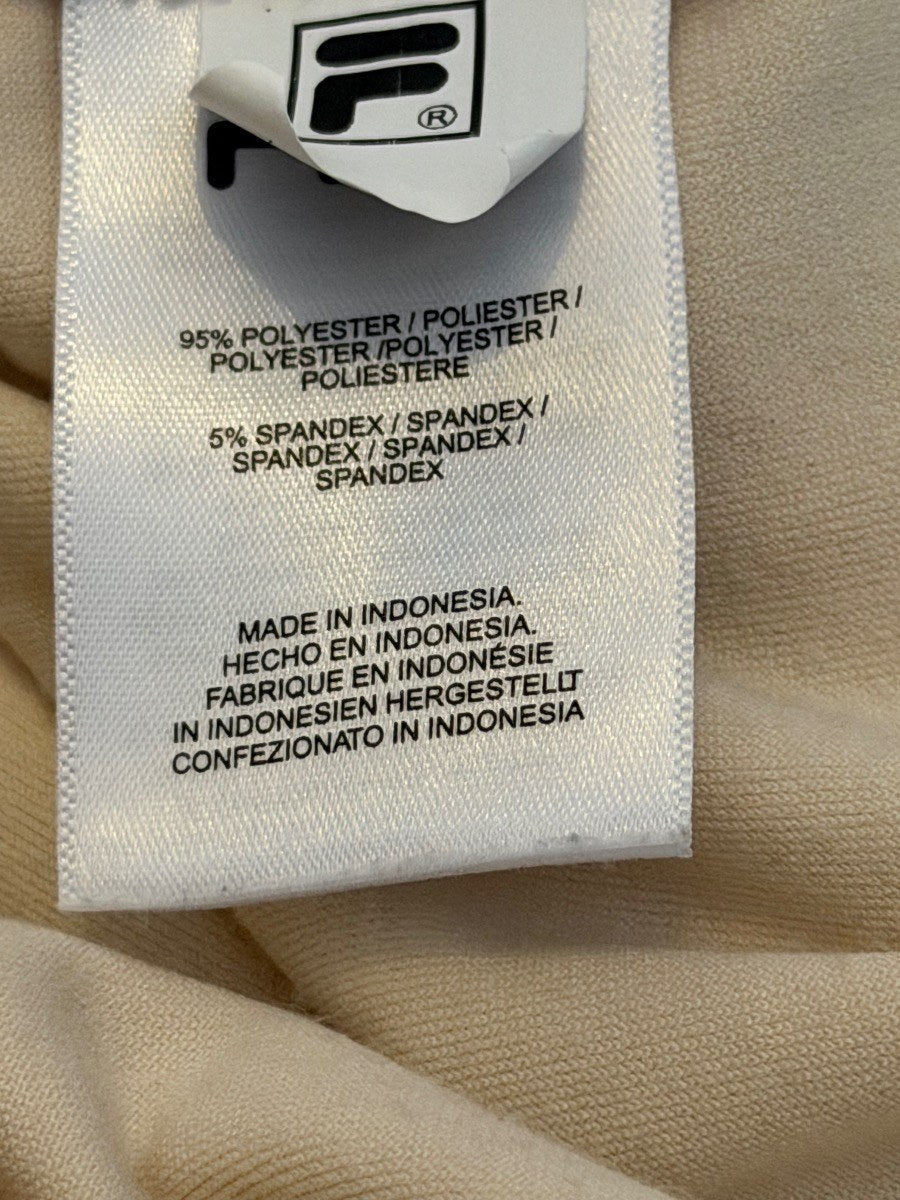 F
®
95% POLYESTER / POLIESTER /
POLYESTER /POLYESTER /
POLIESTERE
5% SPANDEX / SPANDEX /
SPANDEX / SPANDEX /
SPANDEX
MADE IN INDONESIA.
HECHO EN INDONESIA.
FABRIQUE EN INDONÉSIE
IN INDONESIEN HERGESTELLT
CONFEZIONATO IN INDONESIA